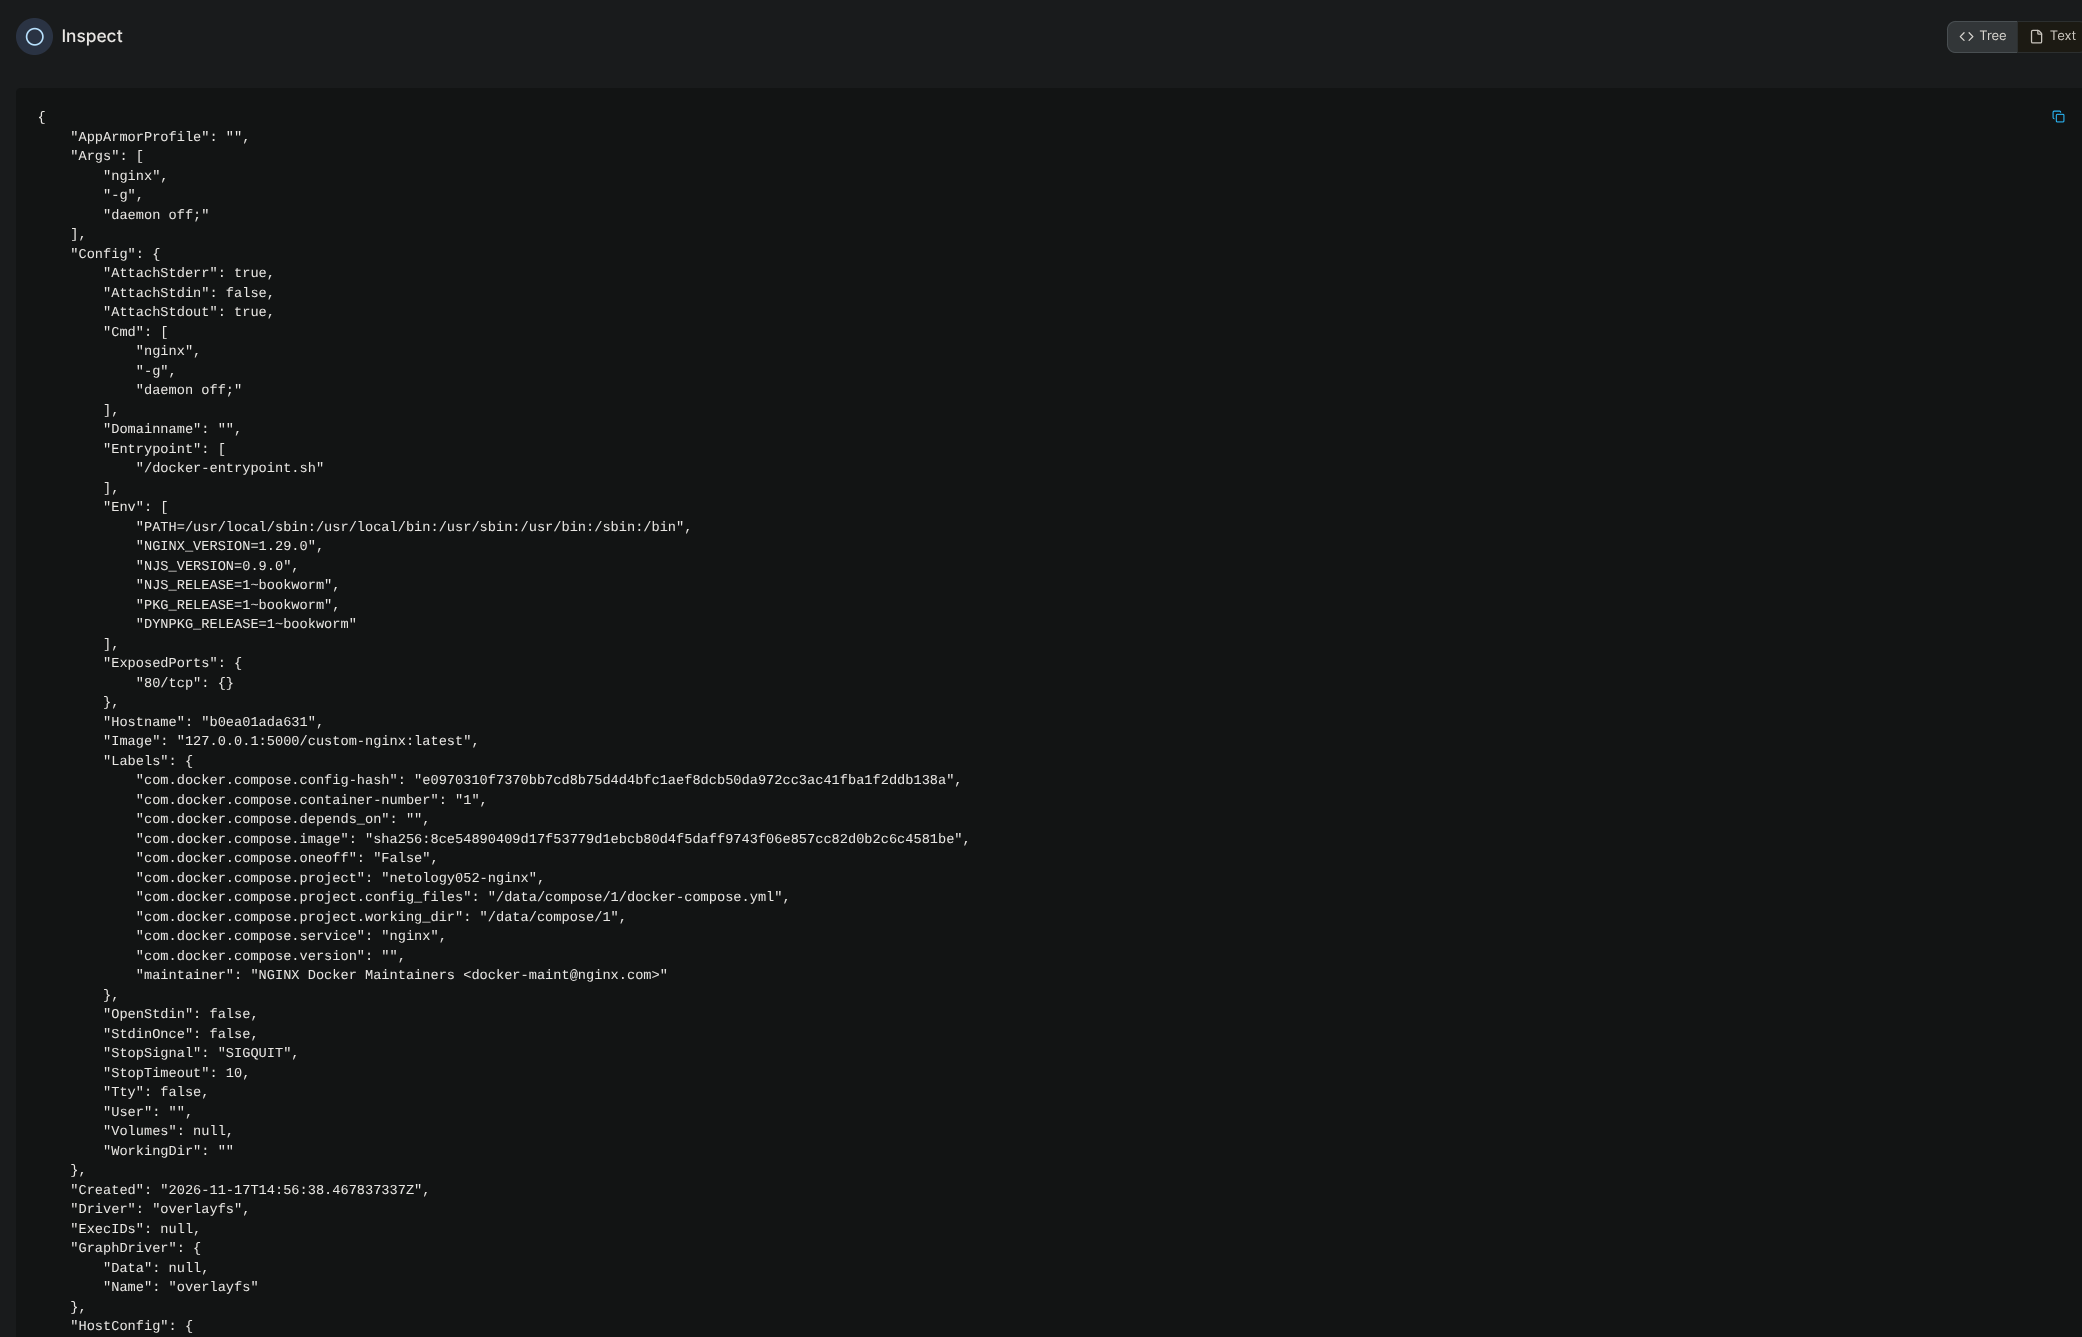 Inspect
Tree
Text
{
    "AppArmorProfile": "",
    "Args": [
        "nginx",
        "-g",
        "daemon off;"
    ],
    "Config": {
        "AttachStderr": true,
        "AttachStdin": false,
        "AttachStdout": true,
        "Cmd": [
            "nginx",
            "-g",
            "daemon off;"
        ],
        "Domainname": "",
        "Entrypoint": [
            "/docker-entrypoint.sh"
        ],
        "Env": [
            "PATH=/usr/local/sbin:/usr/local/bin:/usr/sbin:/usr/bin:/sbin:/bin",
            "NGINX_VERSION=1.29.0",
            "NJS_VERSION=0.9.0",
            "NJS_RELEASE=1~bookworm",
            "PKG_RELEASE=1~bookworm",
            "DYNPKG_RELEASE=1~bookworm"
        ],
        "ExposedPorts": {
            "80/tcp": {}
        },
        "Hostname": "b0ea01ada631",
        "Image": "127.0.0.1:5000/custom-nginx:latest",
        "Labels": {
            "com.docker.compose.config-hash": "e0970310f7370bb7cd8b75d4d4bfc1aef8dcb50da972cc3ac41fba1f2ddb138a",
            "com.docker.compose.container-number": "1",
            "com.docker.compose.depends_on": "",
            "com.docker.compose.image": "sha256:8ce54890409d17f53779d1ebcb80d4f5daff9743f06e857cc82d0b2c6c4581be",
            "com.docker.compose.oneoff": "False",
            "com.docker.compose.project": "netology052-nginx",
            "com.docker.compose.project.config_files": "/data/compose/1/docker-compose.yml",
            "com.docker.compose.project.working_dir": "/data/compose/1",
            "com.docker.compose.service": "nginx",
            "com.docker.compose.version": "",
            "maintainer": "NGINX Docker Maintainers <docker-maint@nginx.com>"
        },
        "OpenStdin": false,
        "StdinOnce": false,
        "StopSignal": "SIGQUIT",
        "StopTimeout": 10,
        "Tty": false,
        "User": "",
        "Volumes": null,
        "WorkingDir": ""
    },
    "Created": "2026-11-17T14:56:38.467837337Z",
    "Driver": "overlayfs",
    "ExecIDs": null,
    "GraphDriver": {
        "Data": null,
        "Name": "overlayfs"
    },
    "HostConfig": {